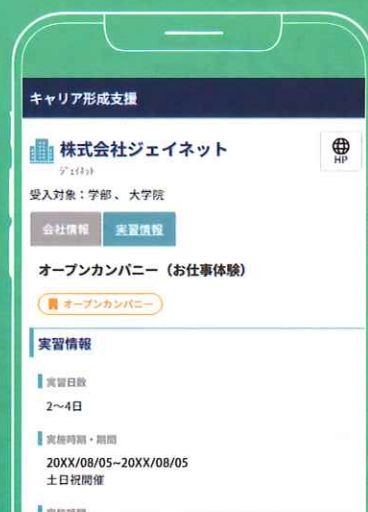 キャリア形成支援
株式会社ジェイネット
ジェイネット
HP
受入対象：学部、大学院
会社情報
実習情報
オープンカンパニー（お仕事体験）
オープンカンパニー
実習情報
実習日数
2～4日
実施時期・期間
20XX/08/05~20XX/08/05
土日祝開催